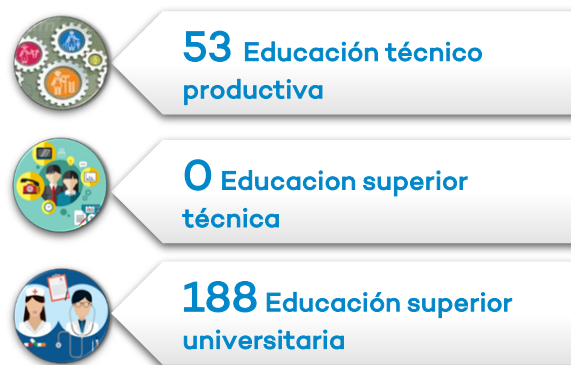 53 Educación técnico
productiva
0 Educacion superior
técnica
188 Educación superior
universitaria